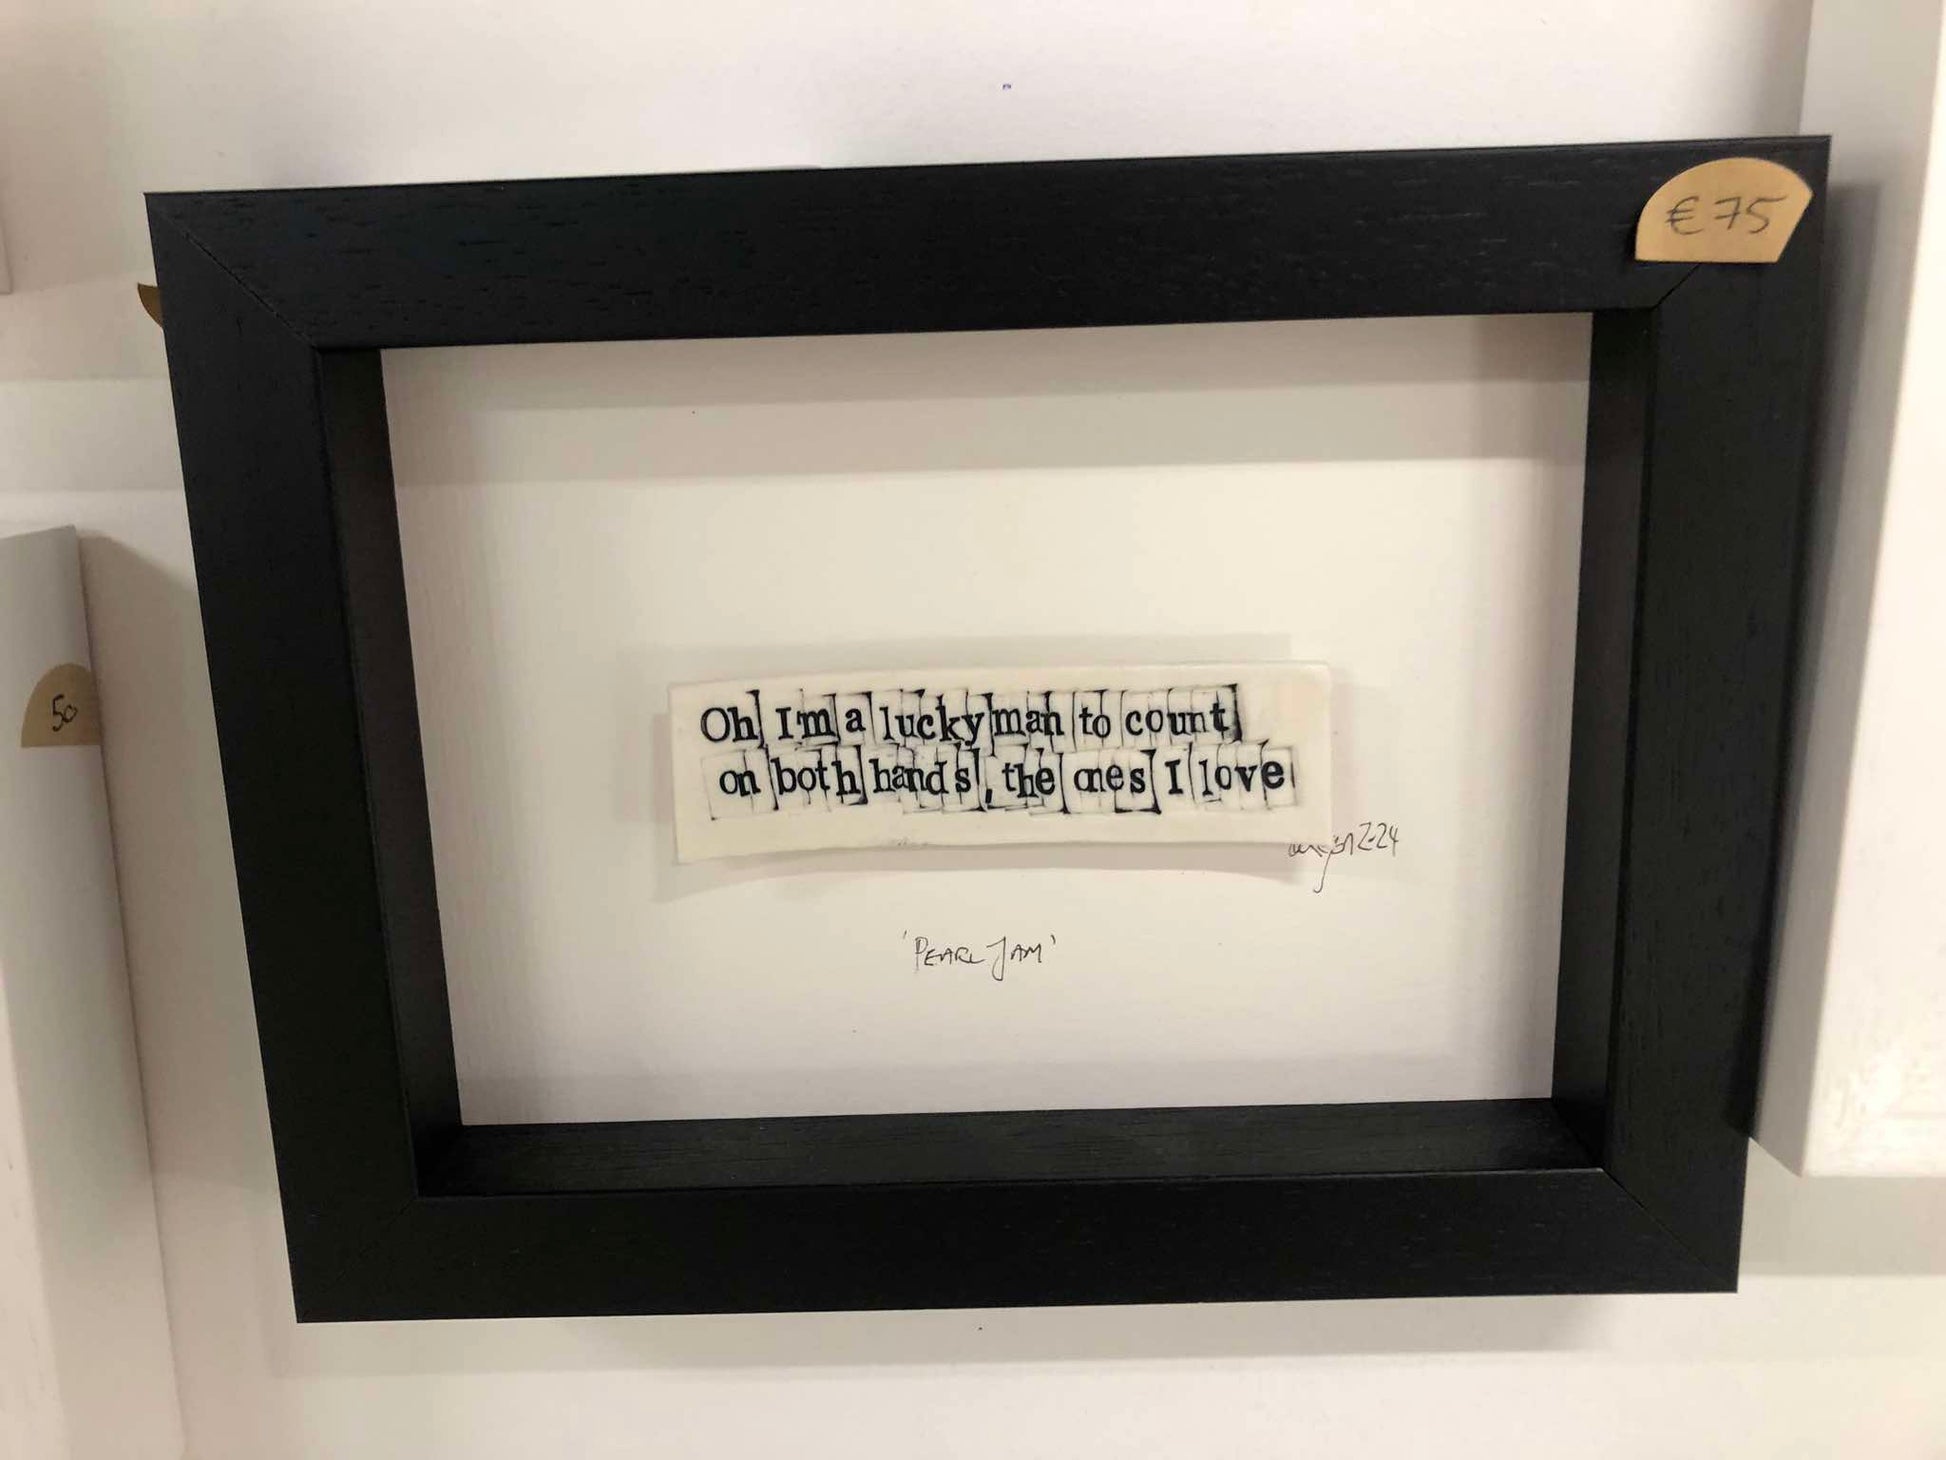 €75
50
Oh I'm a lucky man to count
on both hands, the ones I love
'PEARL JAM'